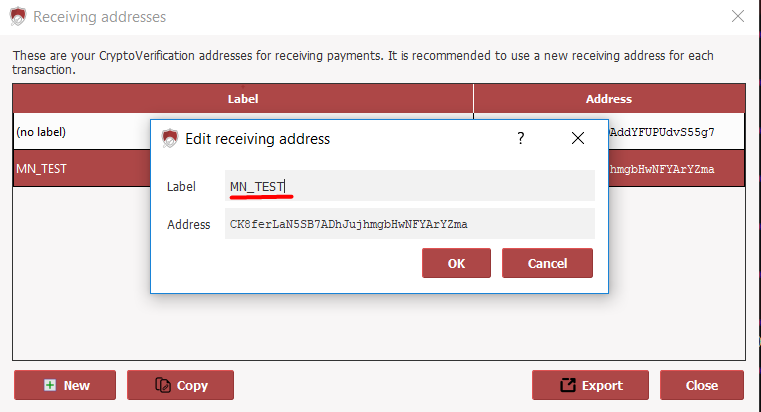 Receiving addresses
These are your CryptoVerification addresses for receiving payments. It is recommended to use a new receiving address for each
transaction.
Label Address
(no label) AddYFUPUdvS55g7
Edit receiving address ?
MN_TEST hmgbHwNFYArYZma
Label MN_TEST
Address CK8ferLaN5SB7ADhJujhmgbHwNFYArYZma
OK Cancel
New Copy Export Close